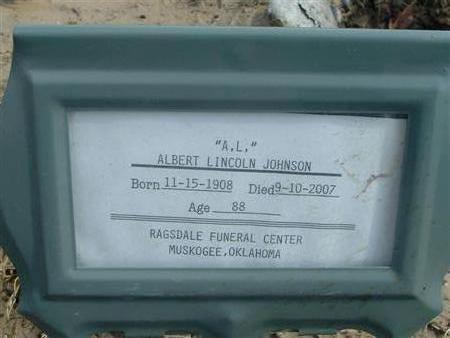 "A.L."
ALBERT LINCOLN JOHNSON
Born 11-15-1908 Died 9-10-2007
Age 88
RAGSDALE FUNERAL CENTER
MUSKOGEE, OKLAHOMA